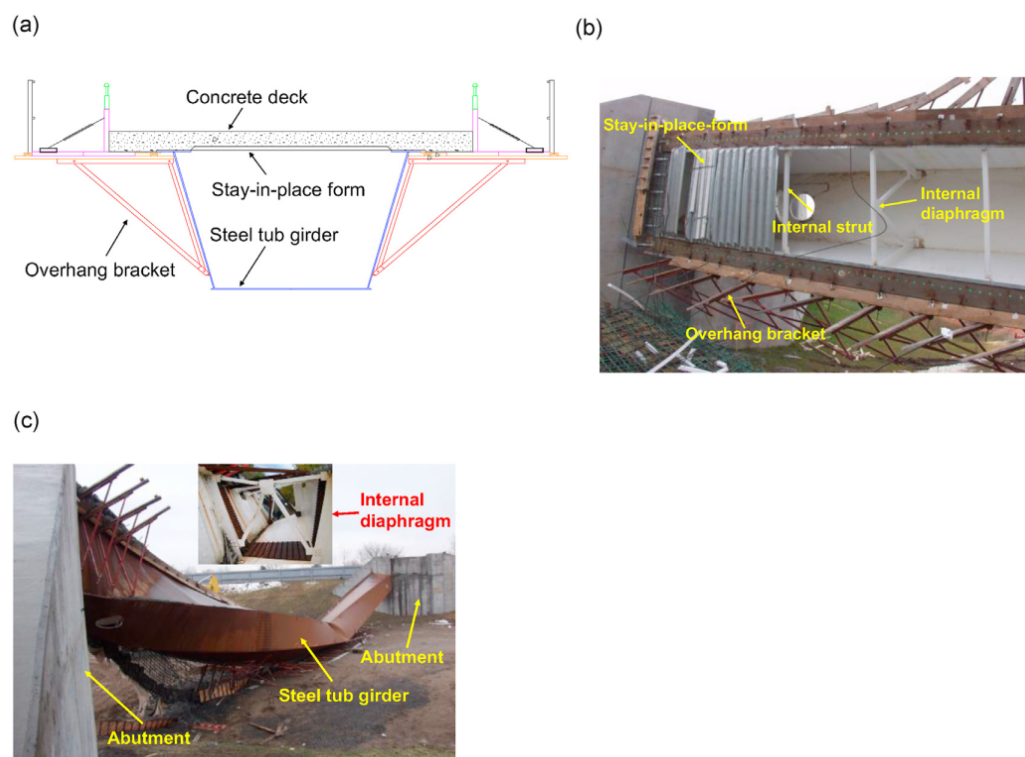 (a)
Concrete deck
Stay-in-place form
Steel tub girder
Overhang bracket
(b)
Stay-in-place-form
Internal
diaphragm
Internal strut
Overhang bracket
(c)
Internal
diaphragm
Abutment
Steel tub girder
Abutment